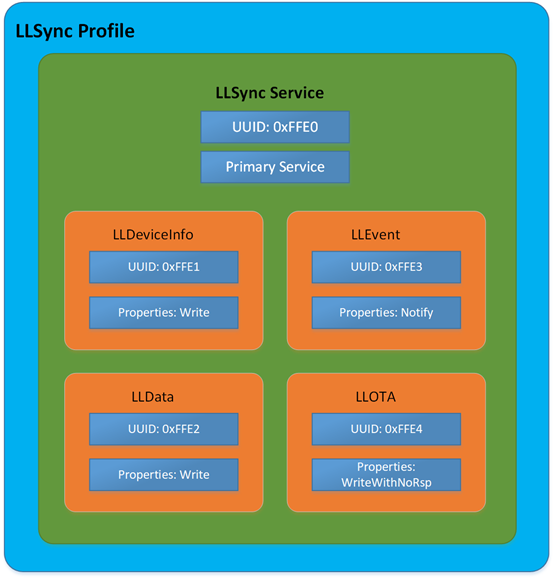 LLSync Profile
LLSync Service
UUID: 0xFFE0
Primary Service
LLDeviceInfo
UUID: 0xFFE1
Properties: Write
LLEvent
UUID: 0xFFE3
Properties: Notify
LLData
UUID: 0xFFE2
Properties: Write
LLOTA
UUID: 0xFFE4
Properties:
WriteWithNoRsp